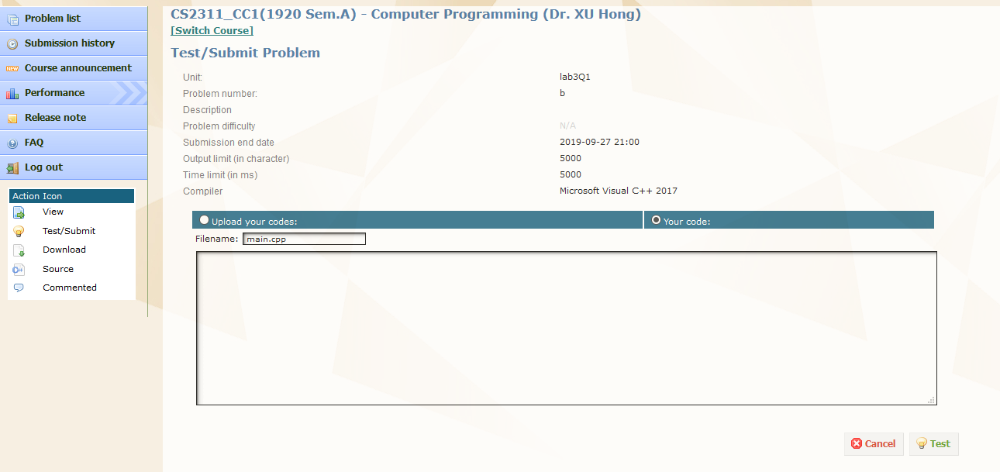 Problem list
Submission history
NEW Course announcement
Performance
Release note
FAQ
Log out
Action Icon
View
Test/Submit
Download
Source
Commented
CS2311_CC1(1920 Sem.A) - Computer Programming (Dr. XU Hong)
[Switch Course]
Test/Submit Problem
Unit: lab3Q1
Problem number: b
Description
Problem difficulty N/A
Submission end date 2019-09-27 21:00
Output limit (in character) 5000
Time limit (in ms) 5000
Compiler Microsoft Visual C++ 2017
Upload your codes: Your code:
Filename: main.cpp
Cancel Test